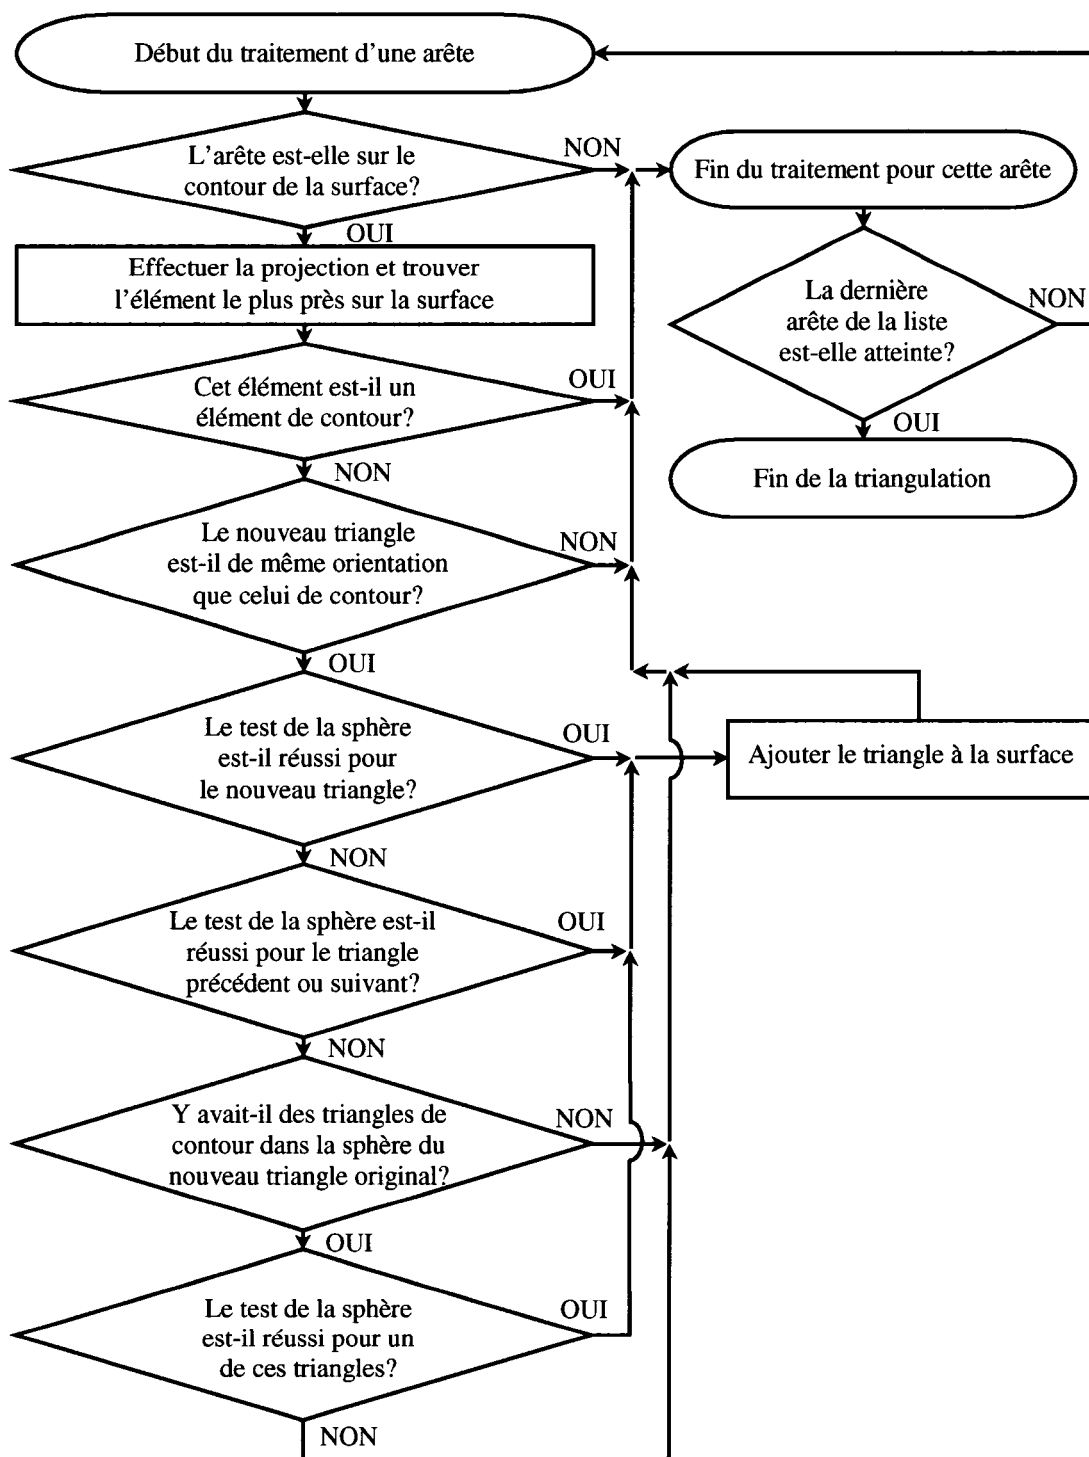 Début du traitement d'une arête
L'arête est-elle sur le
contour de la surface?
NON
OUI
Fin du traitement pour cette arête
Effectuer la projection et trouver
l'élément le plus près sur la surface
La dernière
arête de la liste
est-elle atteinte?
NON
OUI
Cet élément est-il un
élément de contour?
OUI
NON
Fin de la triangulation
Le nouveau triangle
est-il de même orientation
que celui de contour?
NON
OUI
Le test de la sphère
est-il réussi pour
le nouveau triangle?
OUI
NON
Ajouter le triangle à la surface
Le test de la sphère est-il
réussi pour le triangle
précédent ou suivant?
OUI
NON
Y avait-il des triangles de
contour dans la sphère du
nouveau triangle original?
NON
OUI
Le test de la sphère
est-il réussi pour un
de ces triangles?
OUI
NON